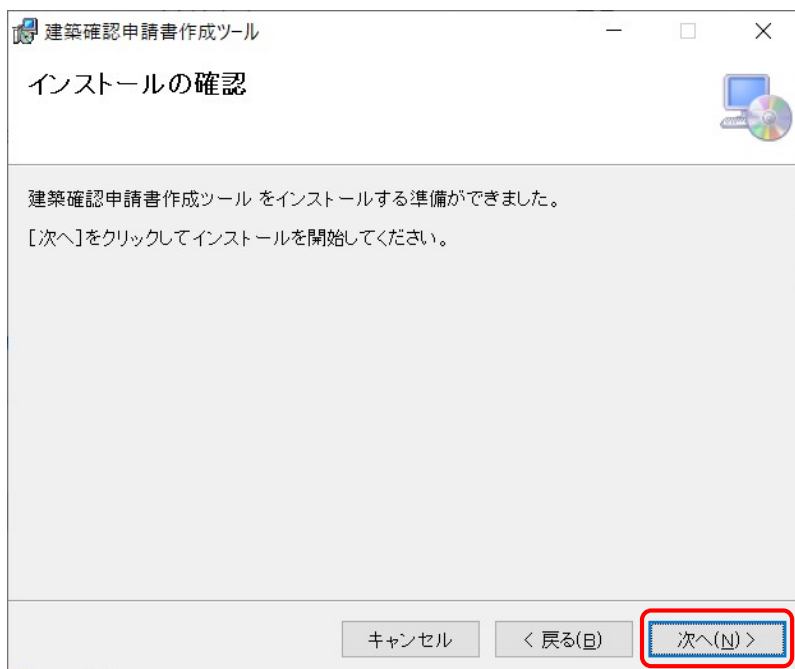 建築確認申請書作成ツール
インストールの確認
建築確認申請書作成ツール をインストールする準備ができました。
[次へ]をクリックしてインストールを開始してください。
キャンセル
< 戻る(B)
次へ(N) >